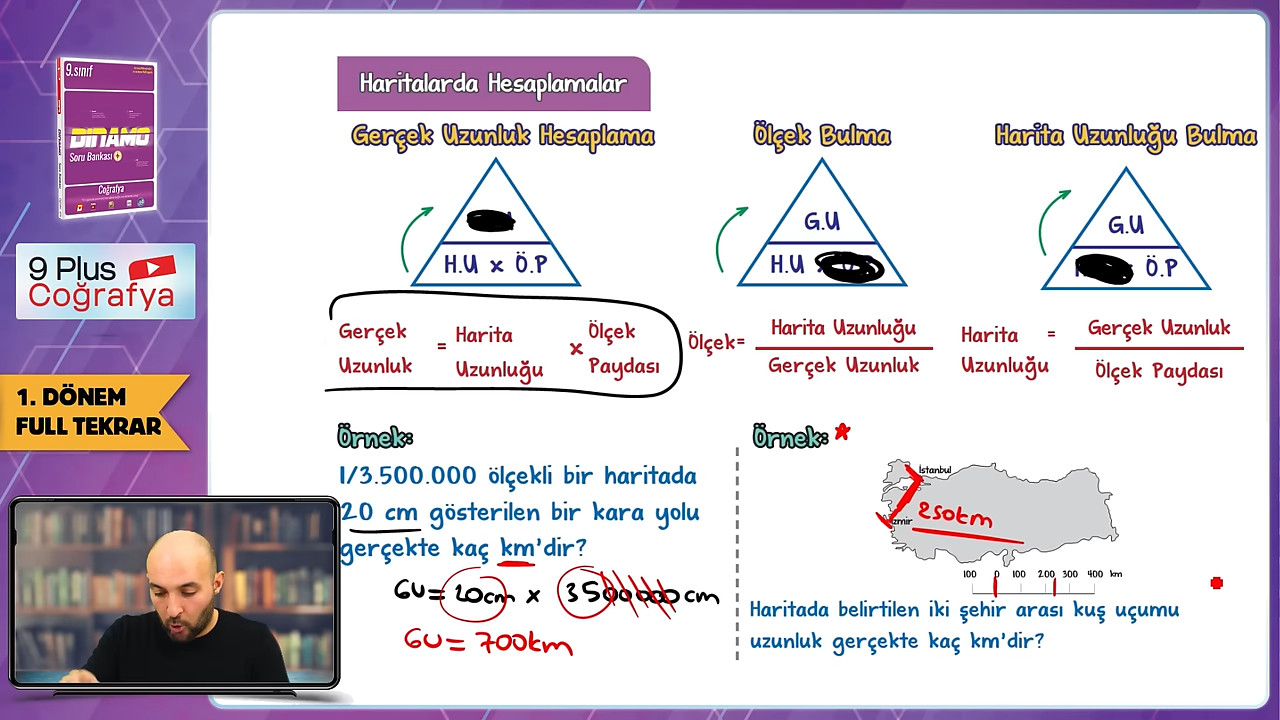 9.sınıf
DINAMO
Soru Bankası +
Coğrafya
9 Plus
Coğrafya
1. DÖNEM
FULL TEKRAR
Haritalarda Hesaplamalar
Gerçek Uzunluk Hesaplama
H.U x Ö.P
Gerçek Uzunluk = Harita Uzunluğu x Ölçek Paydası
Ölçek Bulma
G.U
H.U
Ölçek= Harita Uzunluğu
Gerçek Uzunluk
Harita Uzunluğu Bulma
G.U
Ö.P
Harita Uzunluğu = Gerçek Uzunluk
Ölçek Paydası
Örnek:
1/3.500.000 ölçekli bir haritada
20 cm gösterilen bir kara yolu
gerçekte kaç km'dir?
GU = 20cm x 3500000 cm
GU = 700km
Örnek: *
İstanbul
İzmir
250km
100 0 100 200 300 400 km
Haritada belirtilen iki şehir arası kuş uçumu
uzunluk gerçekte kaç km'dir?